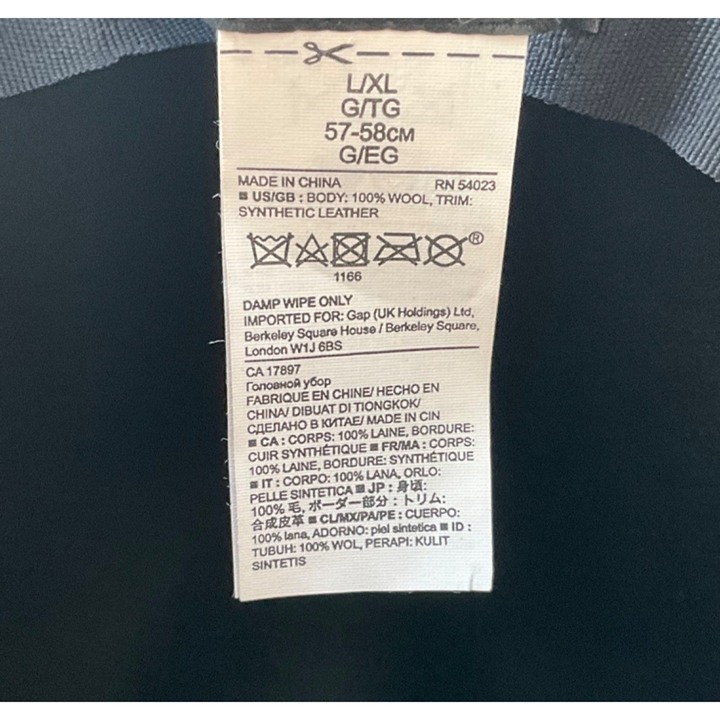 L/XL
G/TG
57-58CM
G/EG
MADE IN CHINA RN 54023
■ US/GB : BODY: 100% WOOL, TRIM:
SYNTHETIC LEATHER
®
1166
DAMP WIPE ONLY
IMPORTED FOR: Gap (UK Holdings) Ltd,
Berkeley Square House / Berkeley Square,
London W1J 6BS
CA 17897
Головной убор
FABRIQUE EN CHINE/ HECHO EN
CHINA/ DIBUAT DI TIONGKOK/
СДЕЛАНО В КИТАЕ/ MADE IN CIN
■ CA : CORPS: 100% LAINE, BORDURE:
CUIR SYNTHÉTIQUE ■ FR/MA : CORPS:
100% LAINE, BORDURE: SYNTHÉTIQUE
■ IT : CORPO: 100% LANA, ORLO:
PELLE SINTETICA ■ JP : 身頃:
100% 毛, ボーダー部分 : トリム:
合成皮革 ■ CL/MX/PA/PE : CUERPO:
100% lana, ADORNO: piel sintetica ■ ID :
TUBUH: 100% WOL, PERAPI: KULIT
SINTETIS